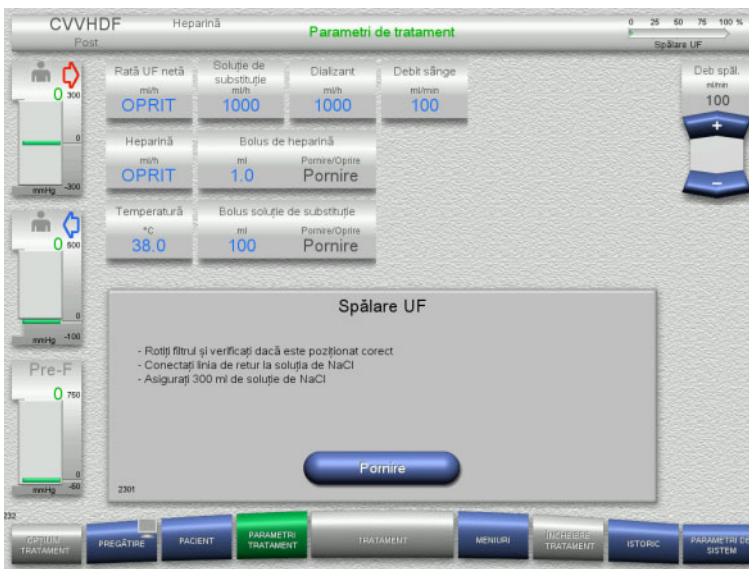 CVVHDF
Post
Heparină
Parametri de tratament
0 25 50 75 100 %
Spălare UF
0 300
0
mmHg -300
0 500
0
mmHg -100
Pre-F
0 750
0
mmHg -50
Rată UF netă
ml/h
OPRIT
Soluție de
substituție
ml/h
1000
Dializant
ml/h
1000
Debit sânge
ml/min
100
Deb spăl.
ml/min
100
+
–
Heparină
ml/h
OPRIT
Bolus de heparină
ml Pornire/Oprire
1.0 Pornire
Temperatură
°C
38.0
Bolus soluție de substituție
ml Pornire/Oprire
100 Pornire
Spălare UF
- Rotiți filtrul și verificați dacă este poziționat corect
- Conectați linia de retur la soluția de NaCl
- Asigurați 300 ml de soluție de NaCl
Pornire
2301
232
OPȚIUNI
TRATAMENT
PREGĂTIRE
PACIENT
PARAMETRI
TRATAMENT
TRATAMENT
MENIURI
ÎNCHEIERE
TRATAMENT
ISTORIC
PARAMETRI DE
SISTEM